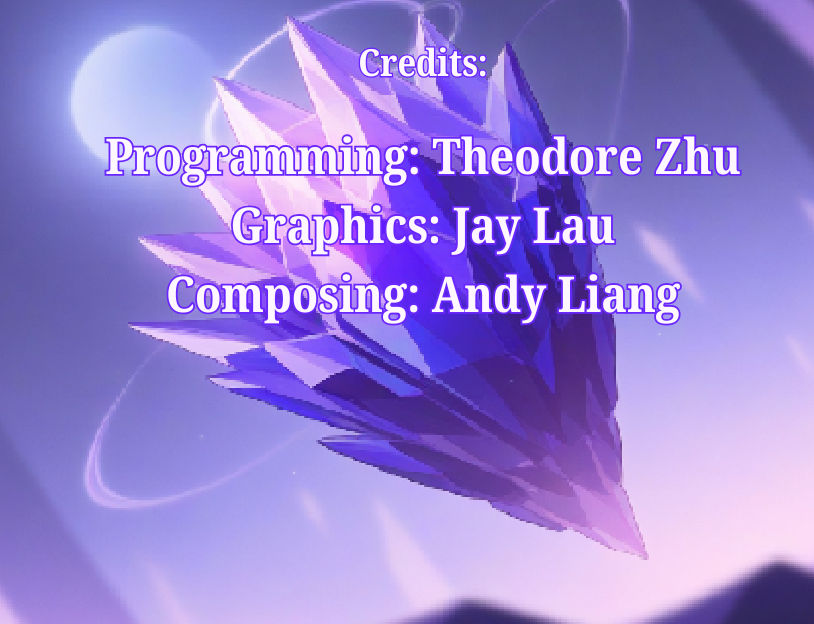 Credits:
Programming: Theodore Zhu
Graphics: Jay Lau
Composing: Andy Liang